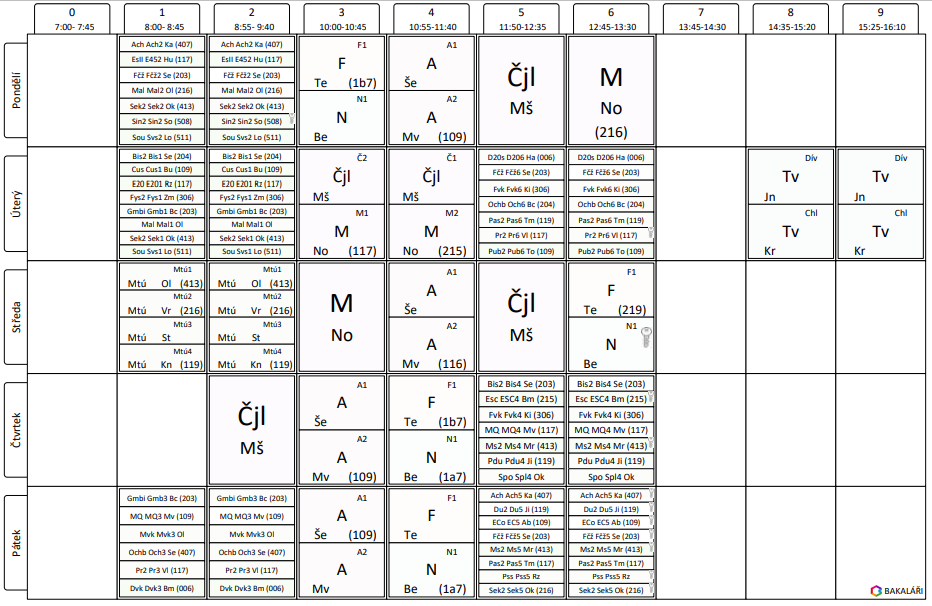 0 1 2 3 4 5 6 7 8 9
7:00- 7:45 8:00- 8:45 8:55- 9:40 10:00-10:45 10:55-11:40 11:50-12:35 12:45-13:30 13:45-14:30 14:35-15:20 15:25-16:10
Pondělí
Ach Ach2 Ka (407)
EsII E452 Hu (117)
Fčž Fčž2 Se (203)
Mal Mal2 Ol (216)
Sek2 Sek2 Ok (413)
Sin2 Sin2 So (508)
Sou Svs2 Lo (511)
Ach Ach2 Ka (407)
EsII E452 Hu (117)
Fčž Fčž2 Se (203)
Mal Mal2 Ol (216)
Sek2 Sek2 Ok (413)
Sin2 Sin2 So (508)
Sou Svs2 Lo (511)
F1
F
Te (1b7)
N1
N
Be
A1
A
Še
A2
A
Mv (109)
Čjl
Mš
M
No
(216)
Úterý
Bis2 Bis1 Se (204)
Cus Cus1 Bu (109)
E20 E201 Rz (117)
Fys2 Fys1 Zm (306)
Gmbi Gmb1 Bc (203)
Mal Mal1 Ol
Sek2 Sek1 Ok (413)
Sou Svs1 Lo (511)
Bis2 Bis1 Se (204)
Cus Cus1 Bu (109)
E20 E201 Rz (117)
Fys2 Fys1 Zm (306)
Gmbi Gmb1 Bc (203)
Mal Mal1 Ol
Sek2 Sek1 Ok (413)
Sou Svs1 Lo (511)
Č2
Čjl
Mš
M1
M
No (117)
Č1
Čjl
Mš
M2
M
No (215)
D20s D206 Ha (006)
Fčž Fčž6 Se (203)
Fvk Fvk6 Ki (306)
Ochb Och6 Bc (204)
Pas2 Pas6 Tm (119)
Pr2 Pr6 Vl (117)
Pub2 Pub6 To (109)
D20s D206 Ha (006)
Fčž Fčž6 Se (203)
Fvk Fvk6 Ki (306)
Ochb Och6 Bc (204)
Pas2 Pas6 Tm (119)
Pr2 Pr6 Vl (117)
Pub2 Pub6 To (109)
Dív
Tv
Jn
Chl
Tv
Kr
Dív
Tv
Jn
Chl
Tv
Kr
Středa
Mtú1
Mtú Ol (413)
Mtú2
Mtú Vr (216)
Mtú3
Mtú St
Mtú4
Mtú Kn (119)
Mtú1
Mtú Ol (413)
Mtú2
Mtú Vr (216)
Mtú3
Mtú St
Mtú4
Mtú Kn (119)
M
No
A1
A
Še
A2
A
Mv (116)
Čjl
Mš
F1
F
Te (219)
N1
N
Be
Čtvrtek
Čjl
Mš
A1
A
Še
A2
A
Mv (109)
F1
F
Te (1b7)
N1
N
Be (1a7)
Bis2 Bis4 Se (203)
Esc ESC4 Bm (215)
Fvk Fvk4 Ki (306)
MQ MQ4 Mv (117)
Ms2 Ms4 Mr (413)
Pdu Pdu4 Ji (119)
Spo Spl4 Ok
Bis2 Bis4 Se (203)
Esc ESC4 Bm (215)
Fvk Fvk4 Ki (306)
MQ MQ4 Mv (117)
Ms2 Ms4 Mr (413)
Pdu Pdu4 Ji (119)
Spo Spl4 Ok
Pátek
Gmbi Gmb3 Bc (203)
MQ MQ3 Mv (109)
Mvk Mvk3 Ol
Ochb Och3 Se (407)
Pr2 Pr3 Vl (117)
Dvk Dvk3 Bm (006)
Gmbi Gmb3 Bc (203)
MQ MQ3 Mv (109)
Mvk Mvk3 Ol
Ochb Och3 Se (407)
Pr2 Pr3 Vl (117)
Dvk Dvk3 Bm (006)
A1
A
Še (109)
A2
A
Mv
F1
F
Te
N1
N
Be (1a7)
Ach Ach5 Ka (407)
Du2 Du5 Ji (119)
ECo EC5 Ab (109)
Fčž Fčž5 Se (203)
Ms2 Ms5 Mr (413)
Pas2 Pas5 Tm (117)
Pss Pss5 Rz
Sek2 Sek5 Ok (216)
Ach Ach5 Ka (407)
Du2 Du5 Ji (119)
ECo EC5 Ab (109)
Fčž Fčž5 Se (203)
Ms2 Ms5 Mr (413)
Pas2 Pas5 Tm (117)
Pss Pss5 Rz
Sek2 Sek5 Ok (216)
BAKALÁŘI